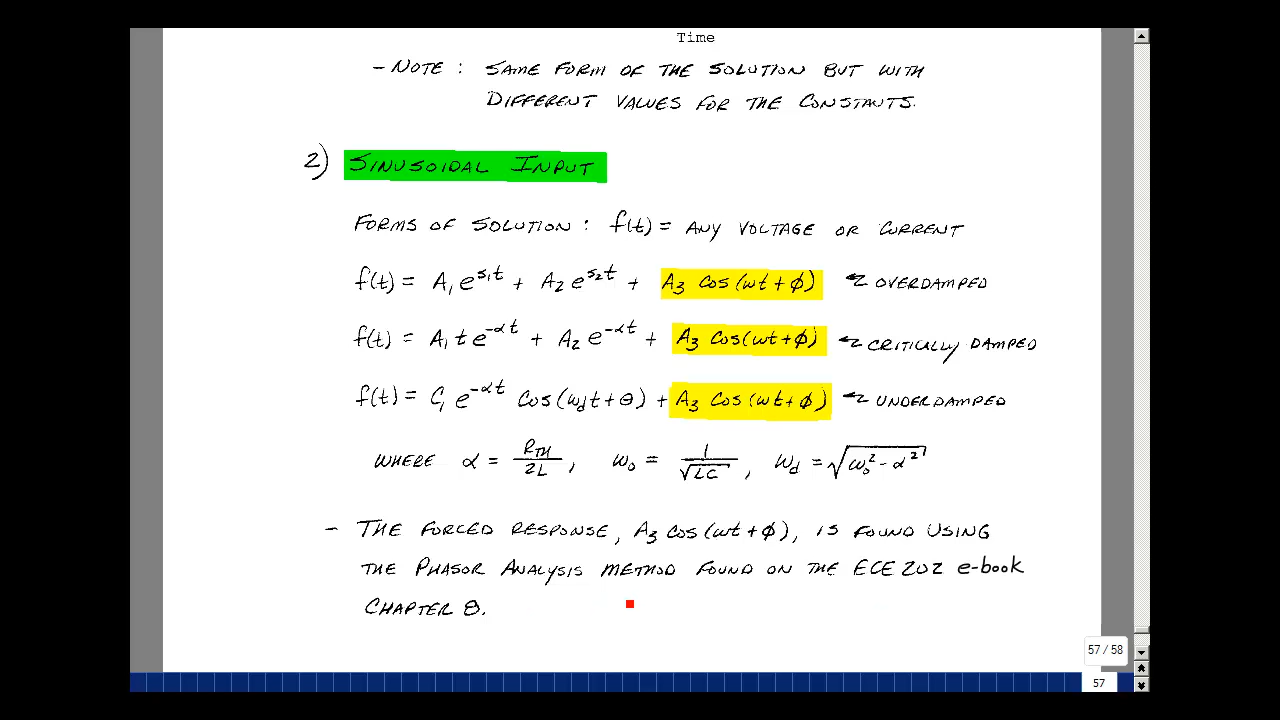 Time
- NOTE: SAME FORM OF THE SOLUTION BUT WITH
DIFFERENT VALUES FOR THE CONSTANTS.
2) SINUSOIDAL INPUT
FORMS OF SOLUTION: f(t) = ANY VOLTAGE OR CURRENT
f(t) = A₁e^{s₁t} + A₂e^{s₂t} + A₃ cos(ωt+ϕ) ← OVERDAMPED
f(t) = A₁te^{-αt} + A₂e^{-αt} + A₃ cos(ωt+ϕ) ← CRITICALLY DAMPED
f(t) = C₁e^{-αt} cos(ω_d t+θ) + A₃ cos(ωt+ϕ) ← UNDERDAMPED
WHERE α = R_TH/2L, ω₀ = 1/√LC, ω_d = √(ω₀² - α²)
- THE FORCED RESPONSE, A₃ cos(ωt+ϕ), IS FOUND USING
THE PHASOR ANALYSIS METHOD FOUND ON THE ECE 202 e-book
CHAPTER 8.
57 / 58
57